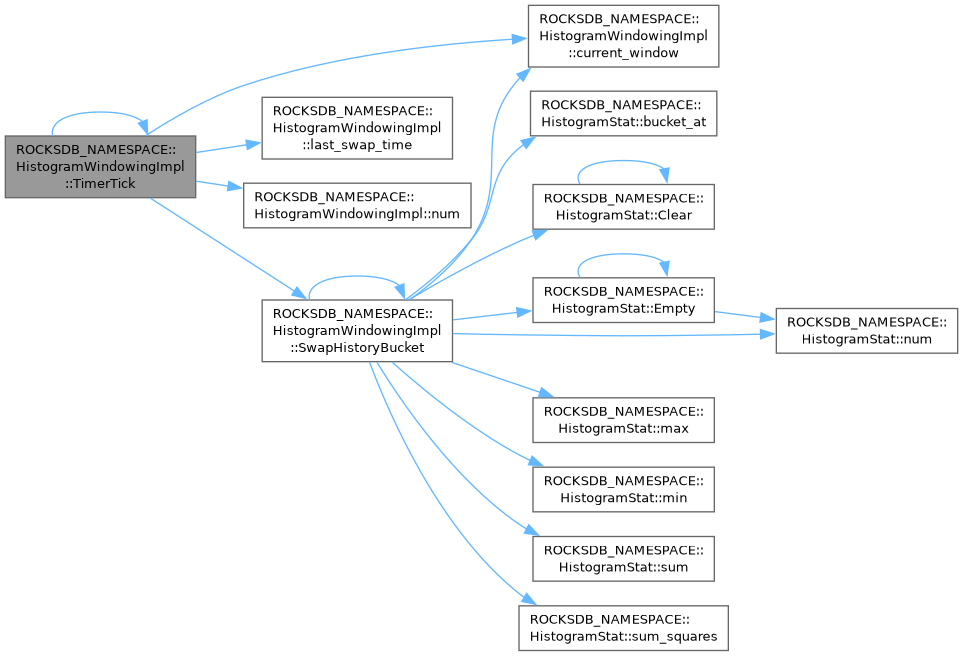 ROCKSDB_NAMESPACE::
HistogramWindowingImpl
::TimerTick
ROCKSDB_NAMESPACE::
HistogramWindowingImpl
::current_window
ROCKSDB_NAMESPACE::
HistogramWindowingImpl
::last_swap_time
ROCKSDB_NAMESPACE::
HistogramWindowingImpl::num
ROCKSDB_NAMESPACE::
HistogramWindowingImpl
::SwapHistoryBucket
ROCKSDB_NAMESPACE::
HistogramStat::bucket_at
ROCKSDB_NAMESPACE::
HistogramStat::Clear
ROCKSDB_NAMESPACE::
HistogramStat::Empty
ROCKSDB_NAMESPACE::
HistogramStat::num
ROCKSDB_NAMESPACE::
HistogramStat::max
ROCKSDB_NAMESPACE::
HistogramStat::min
ROCKSDB_NAMESPACE::
HistogramStat::sum
ROCKSDB_NAMESPACE::
HistogramStat::sum_squares